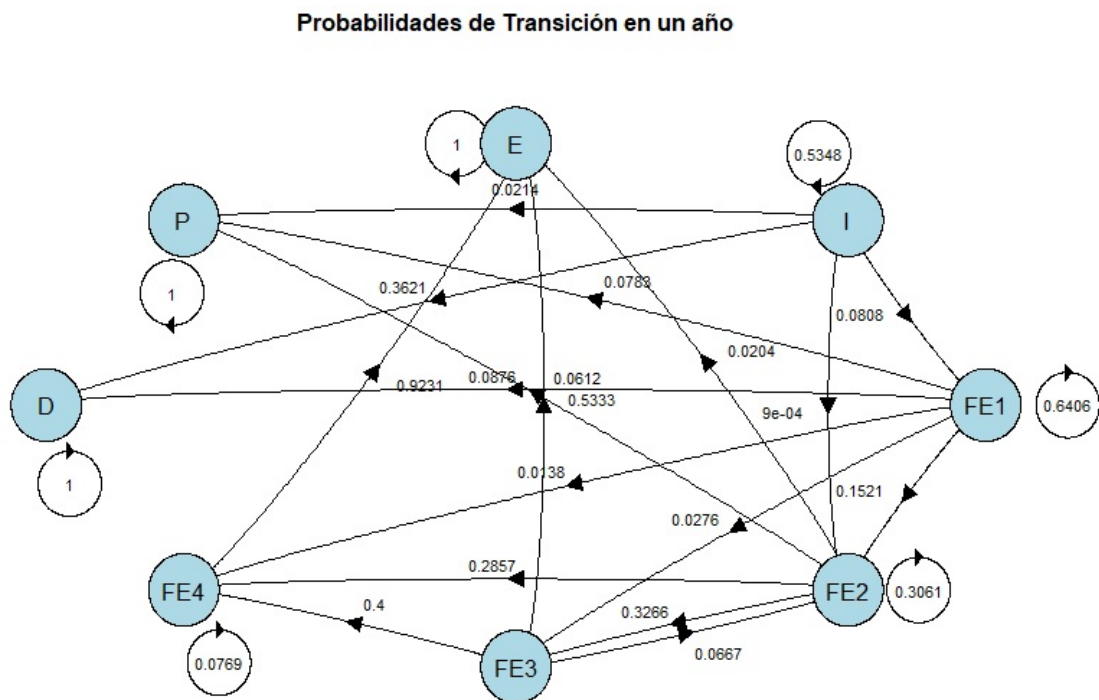 Probabilidades de Transición en un año
E
1
0.5348
0.0214
P
I
1
0.3621
0.0783
0.0808
0.0204
D
0.9231
0.0876
0.0612
0.5333
9e-04
FE1
0.6406
1
0.0138
0.1521
0.0276
FE4
0.2857
FE2
0.3061
0.4
0.3266
0.0769
FE3
0.0667